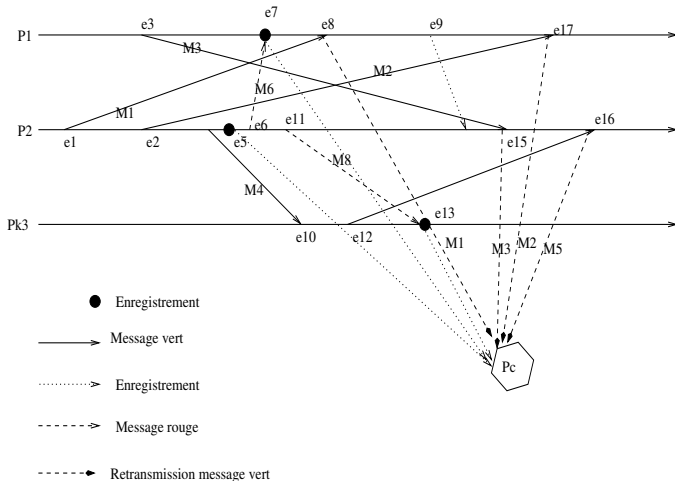 e7
e3 e8 e9 e17
P1
M3
M2
M6
M1
e11 e16
P2 e6
e1 e2 e5 e15
M8
M4
e13
Pk3
e10 e12 M1 M3 M2 M5
Enregistrement
Message vert
Pc
Enregistrement
Message rouge
Retransmission message vert